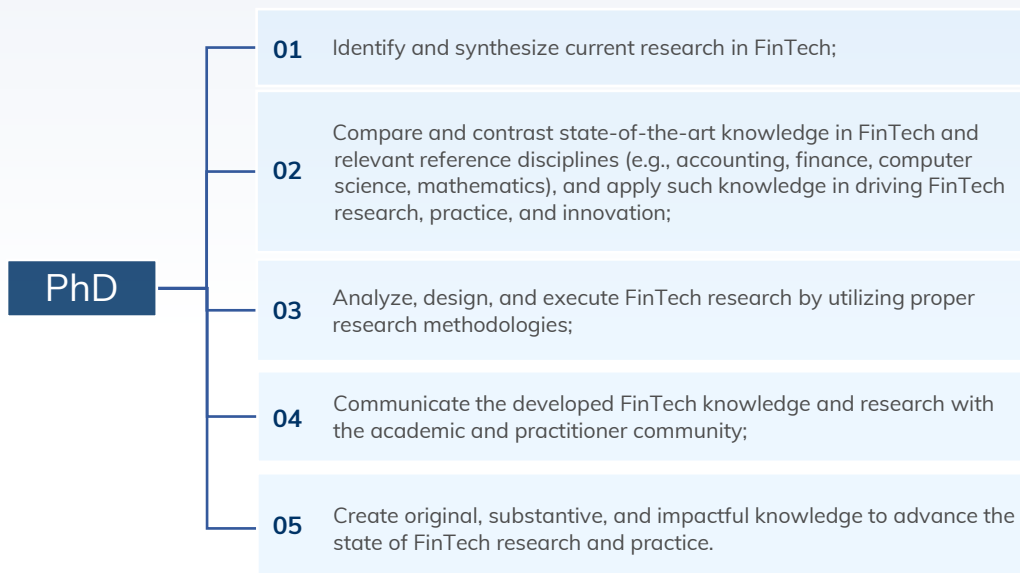 PhD
01
Identify and synthesize current research in FinTech;
02
Compare and contrast state-of-the-art knowledge in FinTech and
relevant reference disciplines (e.g., accounting, finance, computer
science, mathematics), and apply such knowledge in driving FinTech
research, practice, and innovation;
03
Analyze, design, and execute FinTech research by utilizing proper
research methodologies;
04
Communicate the developed FinTech knowledge and research with
the academic and practitioner community;
05
Create original, substantive, and impactful knowledge to advance the
state of FinTech research and practice.